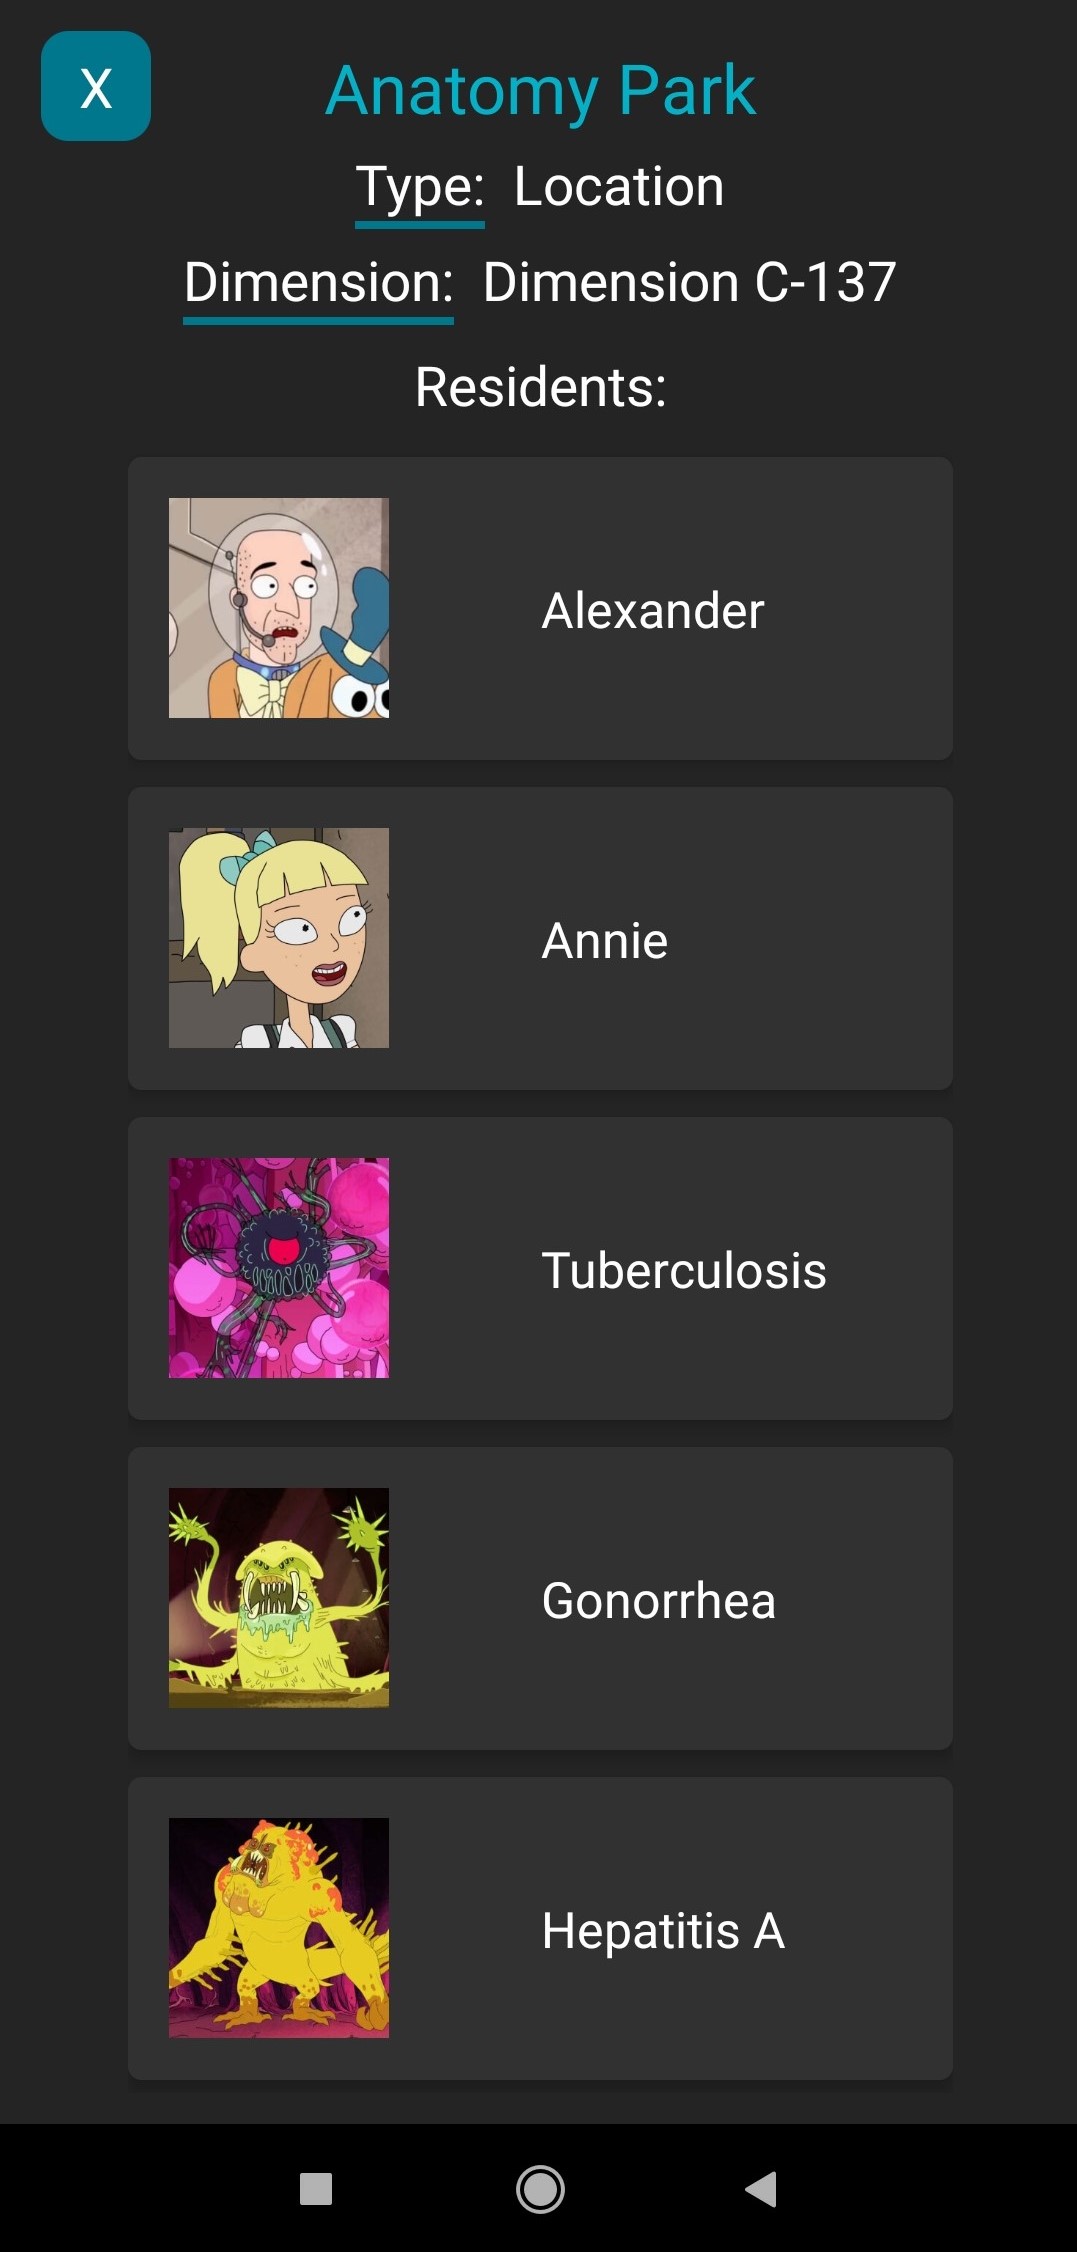 X
Anatomy Park
Type: Location
Dimension: Dimension C-137
Residents:
Alexander
Annie
Tuberculosis
Gonorrhea
Hepatitis A